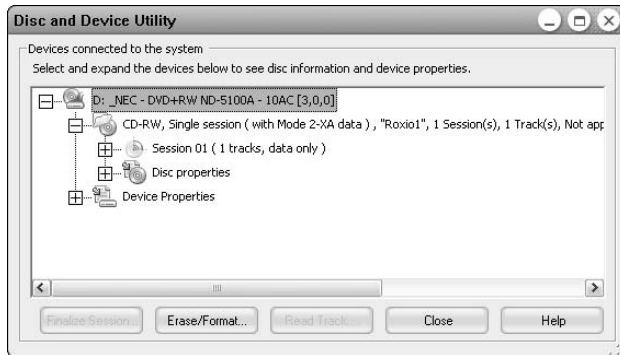 Disc and Device Utility
Devices connected to the system
Select and expand the devices below to see disc information and device properties.
D: _NEC - DVD+RW ND-5100A - 10AC [3,0,0]
CD-RW, Single session ( with Mode 2-XA data ) , "Roxio1", 1 Session(s), 1 Track(s), Not app
Session 01 ( 1 tracks, data only )
Disc properties
Device Properties
Finalize Session... Erase/Format... Read Track... Close Help